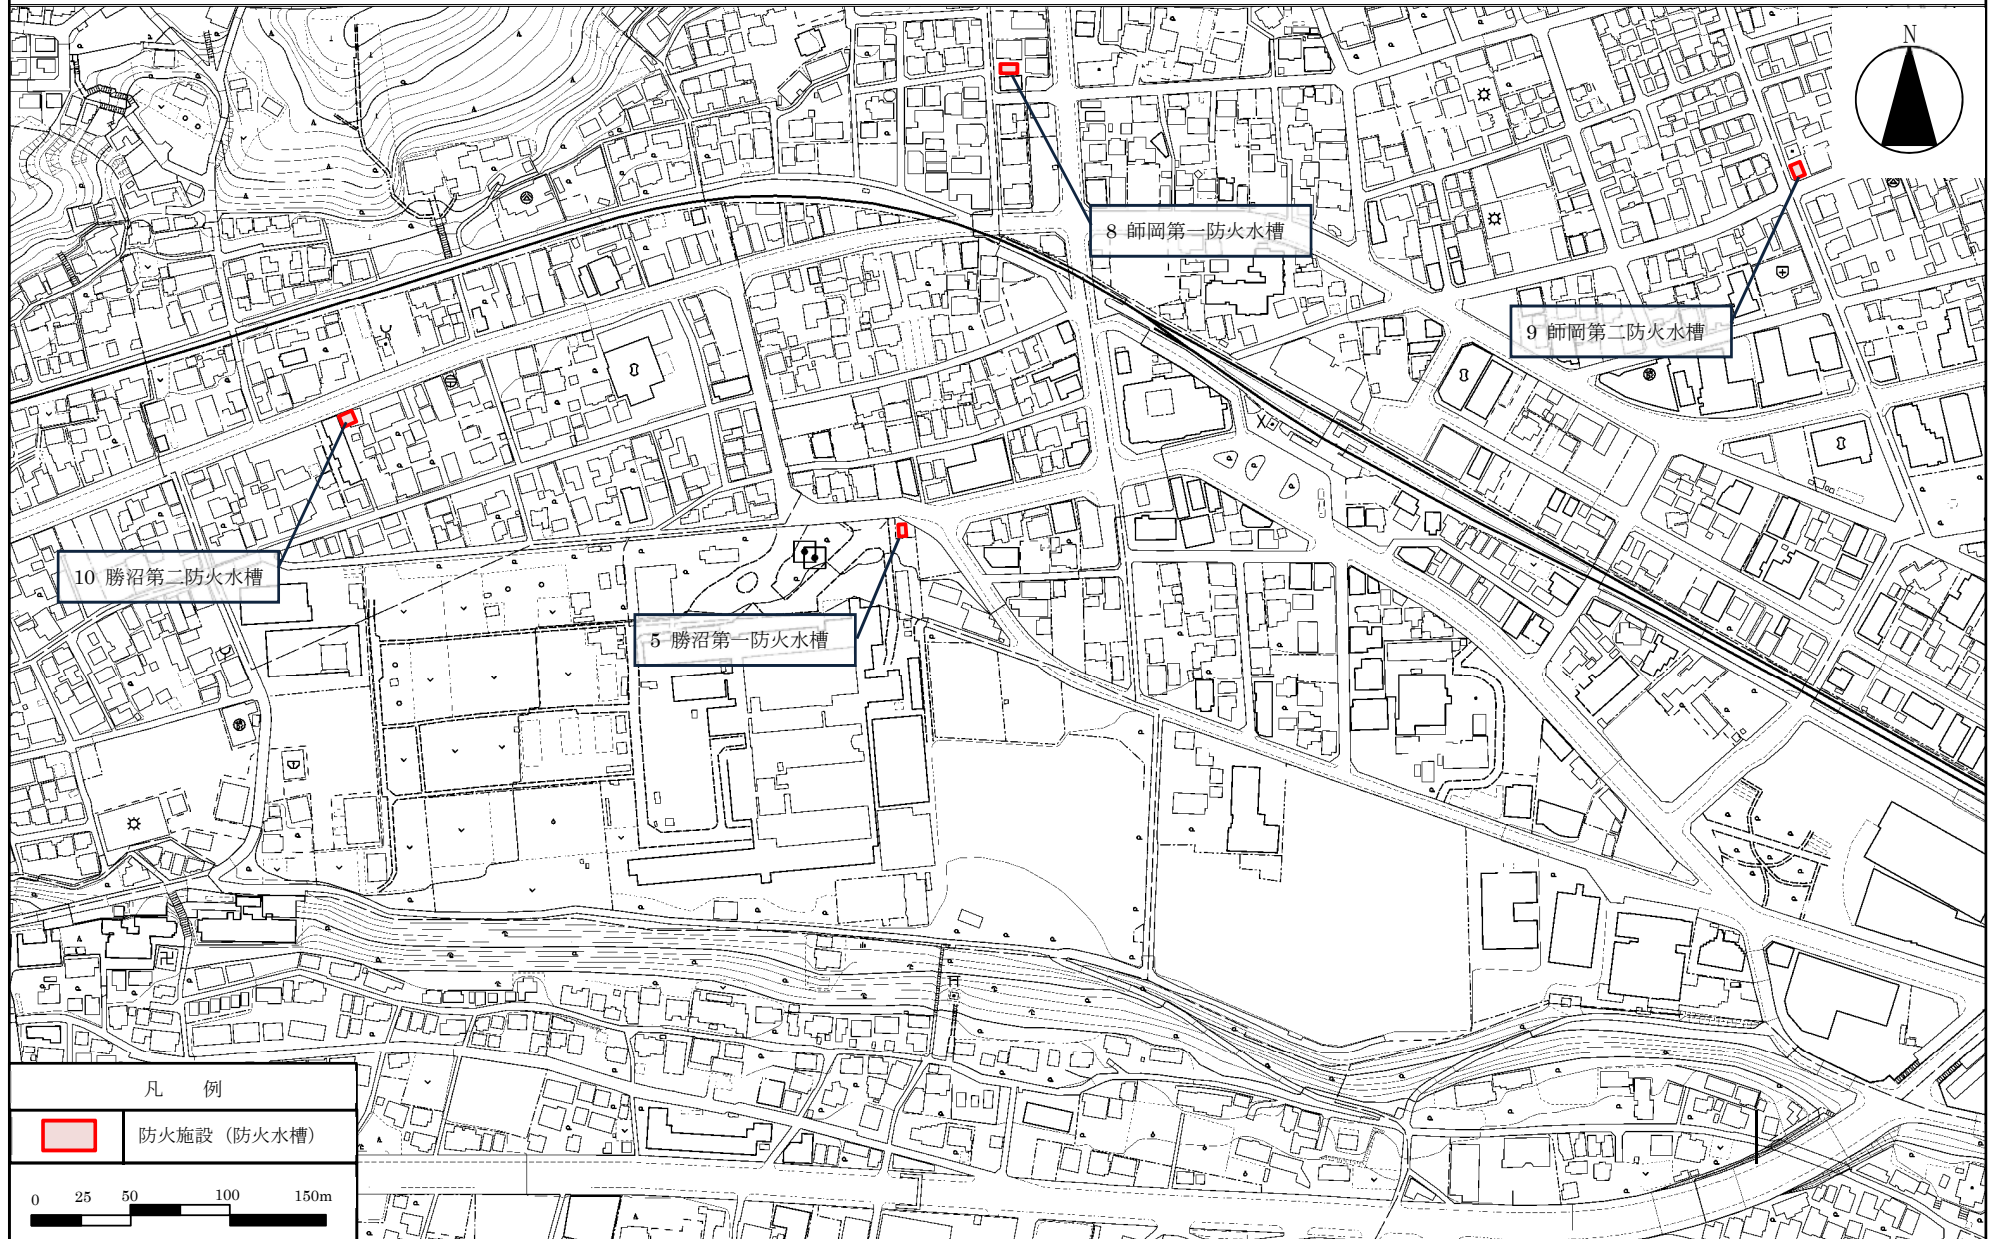 N
8 師岡第一防火水槽
9 師岡第二防火水槽
10 勝沼第二防火水槽
5 勝沼第一防火水槽
凡 例
防火施設（防火水槽）
0 25 50 100 150m